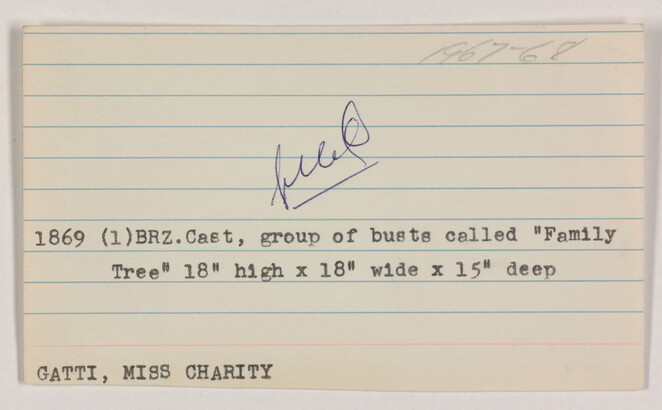 1967-68
1869 (1)BRZ.Cast, group of busts called "Family
Tree" 18" high x 18" wide x 15" deep
GATTI, MISS CHARITY